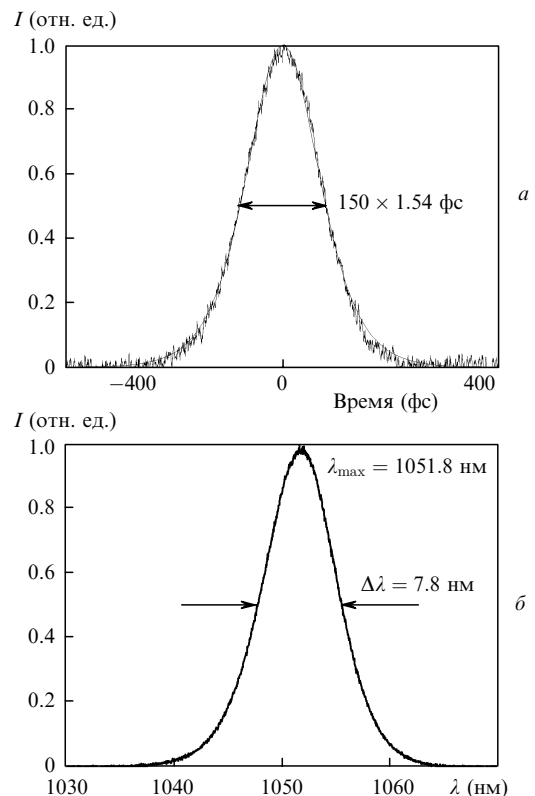 I (отн. ед.)
1.0
0.8
0.6
0.4
0.2
0
150 × 1.54 фс
а
−400
0
400
Время (фс)
I (отн. ед.)
1.0
0.8
0.6
0.4
0.2
0
λmax = 1051.8 нм
Δλ = 7.8 нм
б
1030
1040
1050
1060
λ (нм)